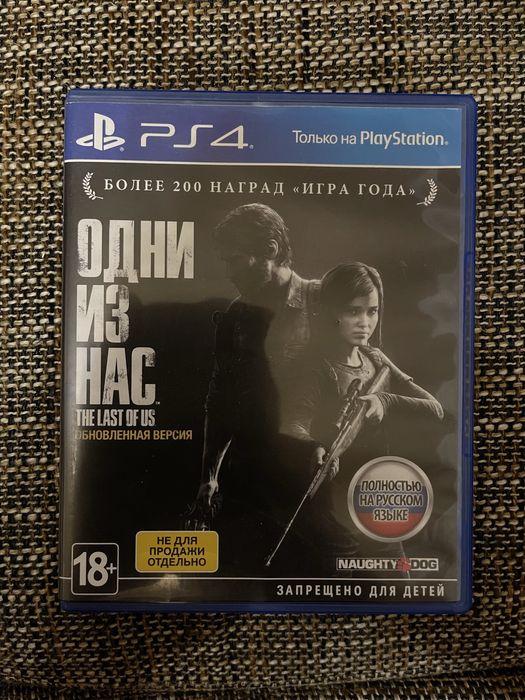 PS4
Только на PlayStation®
БОЛЕЕ 200 НАГРАД «ИГРА ГОДА»
ОДНИ
ИЗ
НАС™
THE LAST OF US
ОБНОВЛЕННАЯ ВЕРСИЯ
ПОЛНОСТЬЮ
НА РУССКОМ
ЯЗЫКЕ
НЕ ДЛЯ
ПРОДАЖИ
ОТДЕЛЬНО
18+
NAUGHTY DOG
ЗАПРЕЩЕНО ДЛЯ ДЕТЕЙ